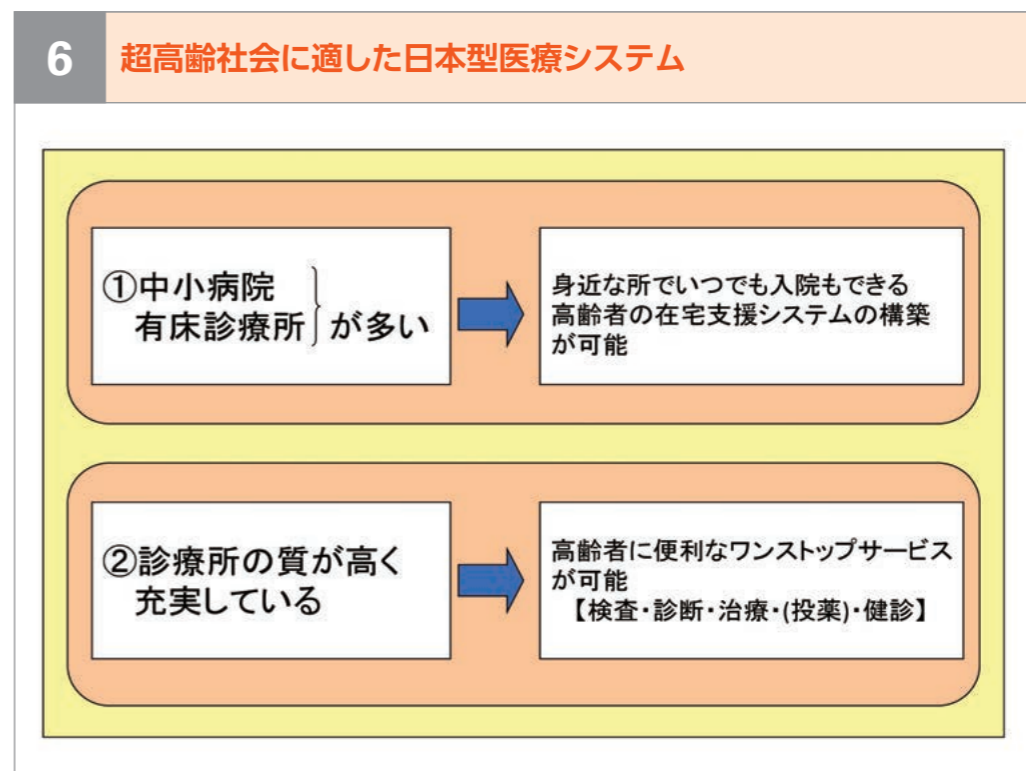 6
超高齢社会に適した日本型医療システム
①中小病院
有床診療所
が多い
身近な所でいつでも入院もできる
高齢者の在宅支援システムの構築
が可能
②診療所の質が高く
充実している
高齢者に便利なワンストップサービス
が可能
【検査・診断・治療・(投薬)・健診】